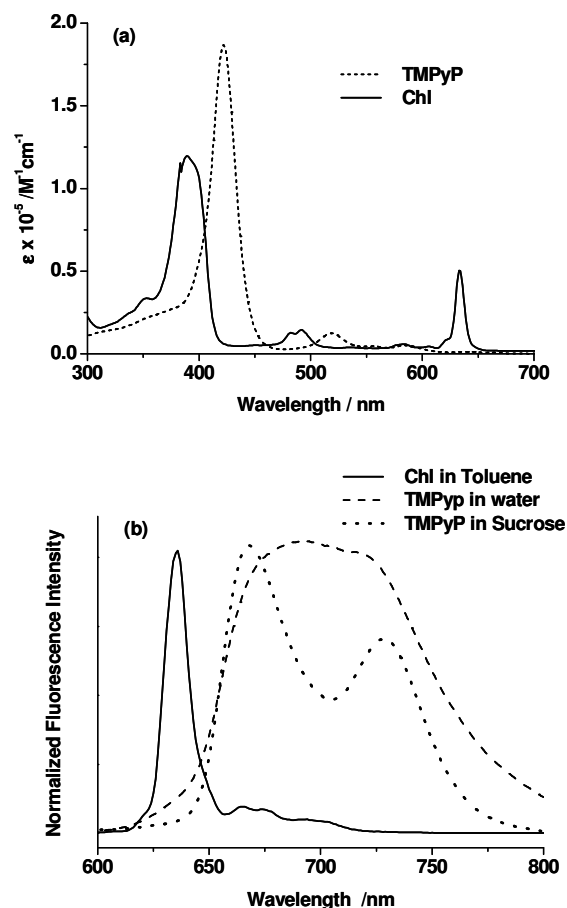 (a)
TMPyP
Chl
ε x 10⁻⁵ /M⁻¹cm⁻¹
2.0
1.5
1.0
0.5
0.0
300 400 500 600 700
Wavelength / nm
Chl in Toluene
TMPyp in water
TMPyP in Sucrose
(b)
Normalized Fluorescence Intensity
600 650 700 750 800
Wavelength /nm